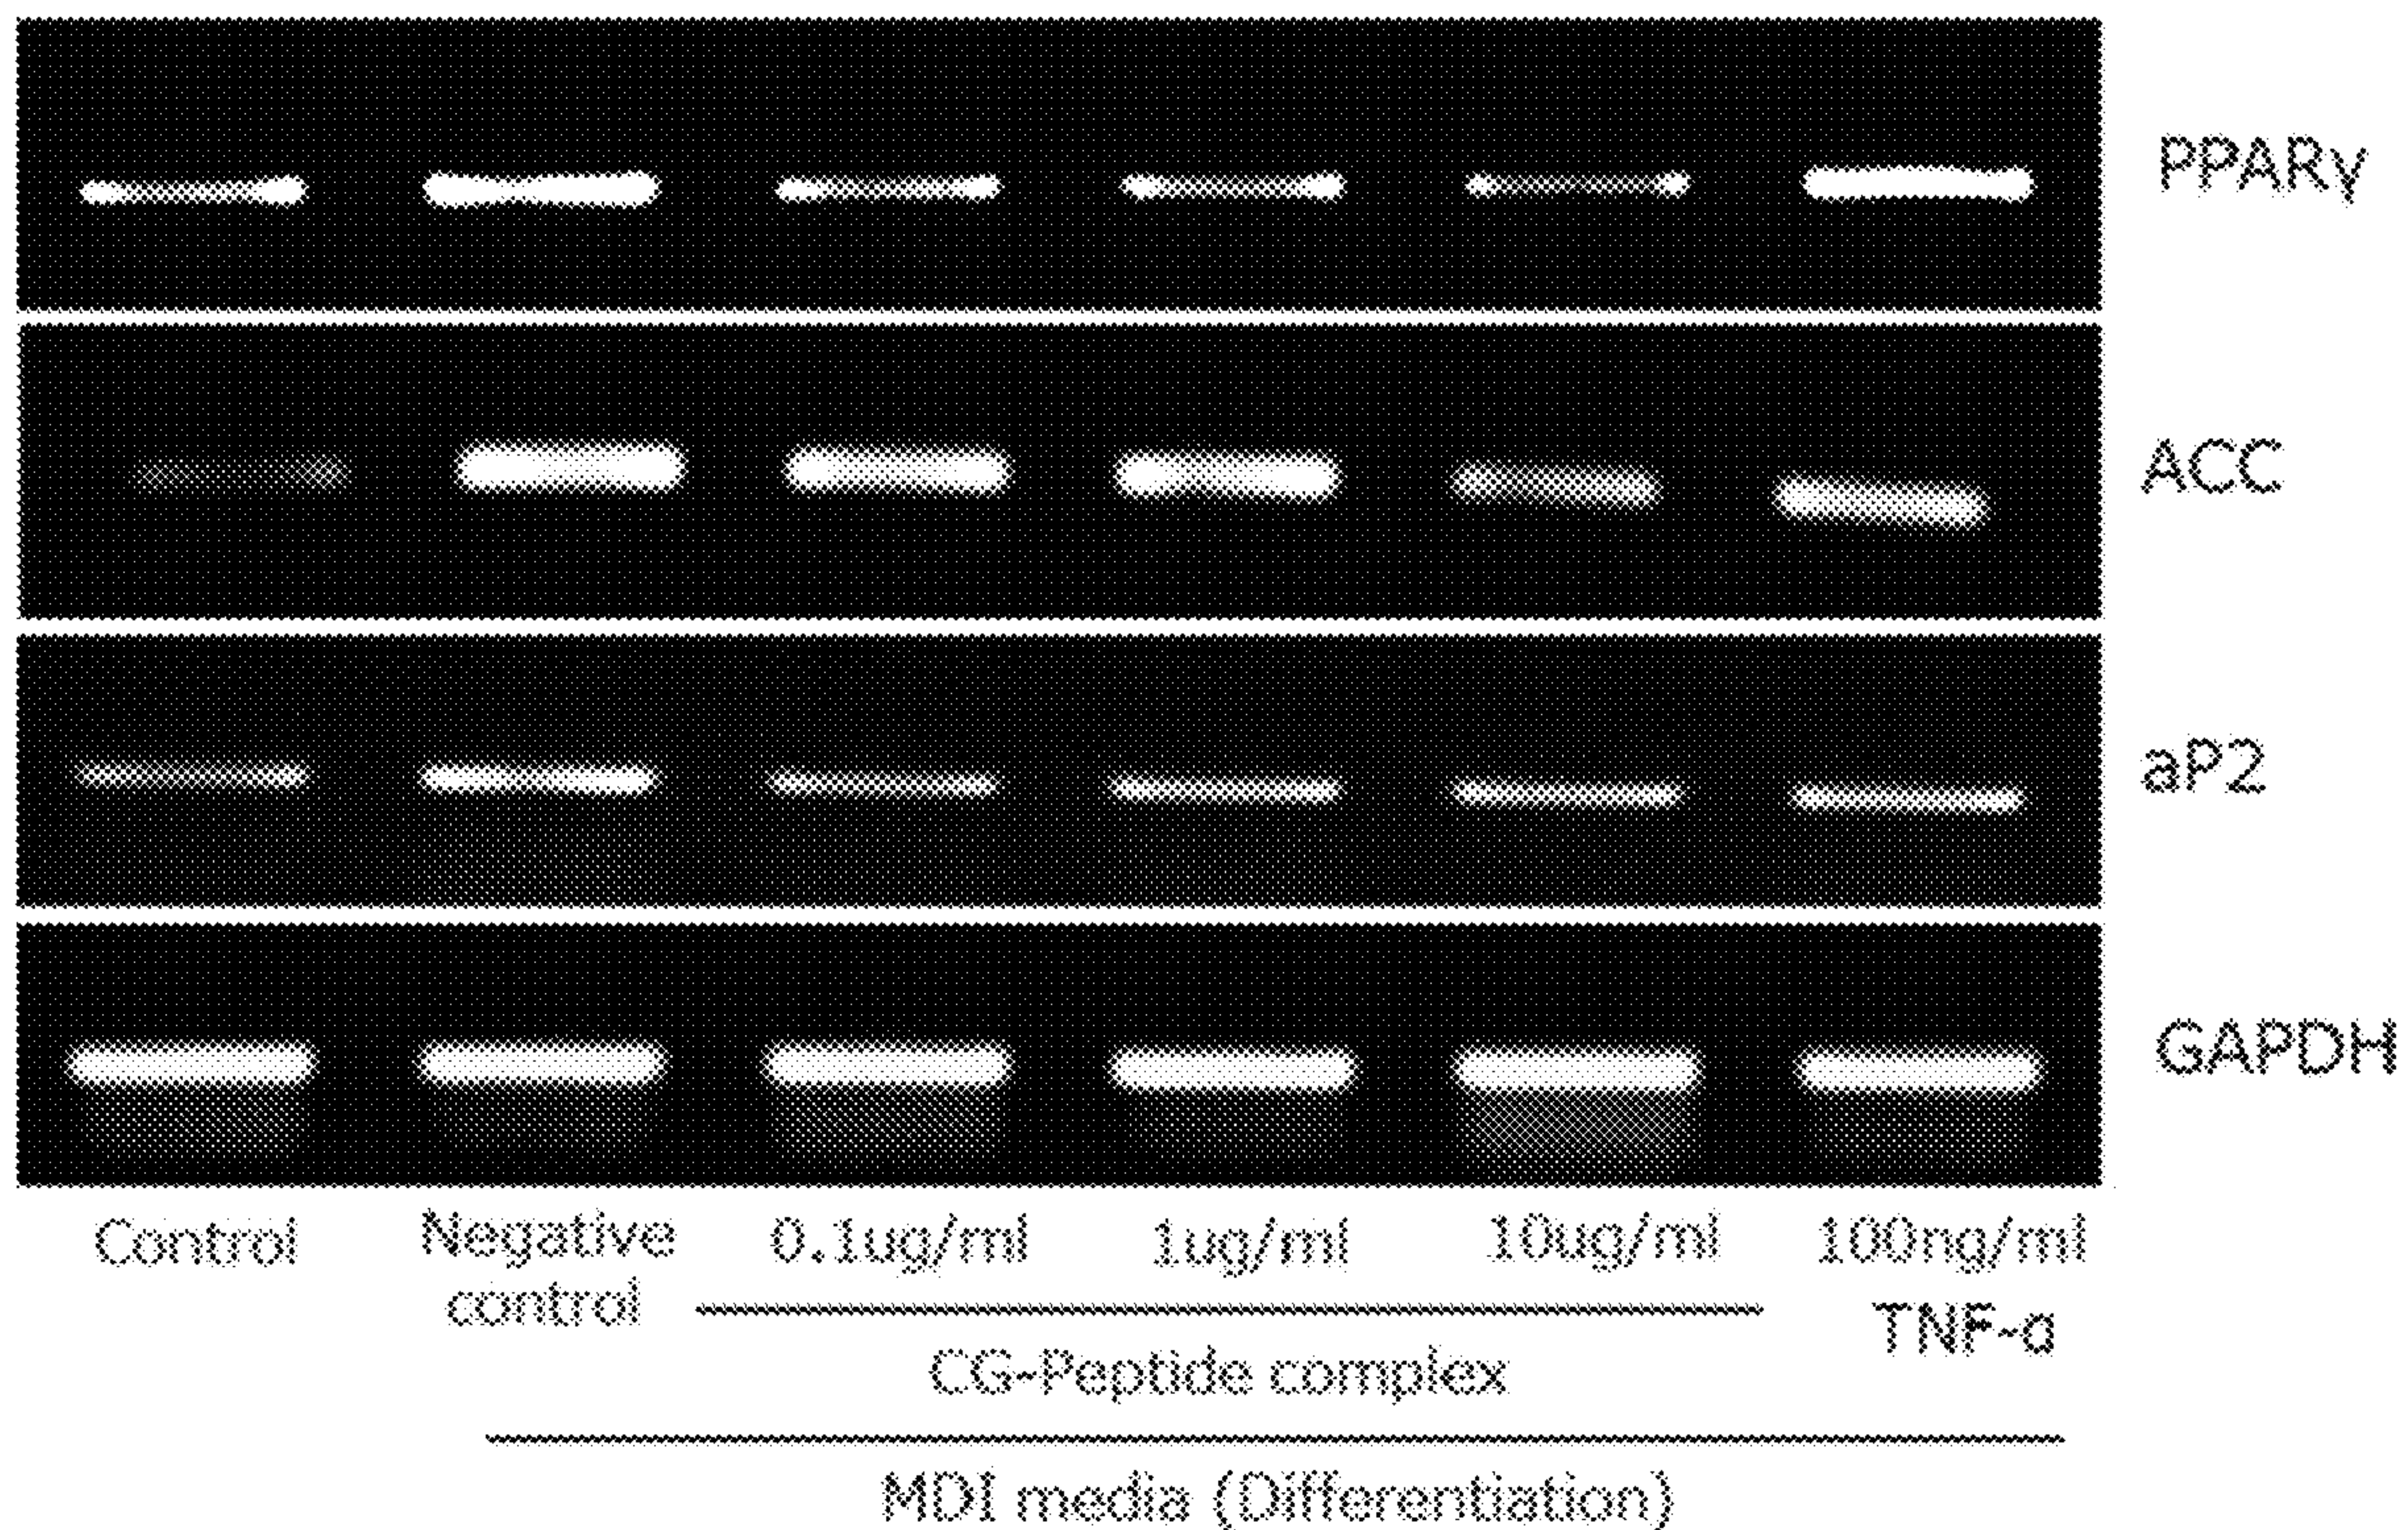 PPARγ
ACC
aP2
GAPDH
Control
Negative
control
0.1ug/ml
1ug/ml
10ug/ml
100ng/ml
TNF-α
CG-Peptide complex
MDI media (Differentiation)